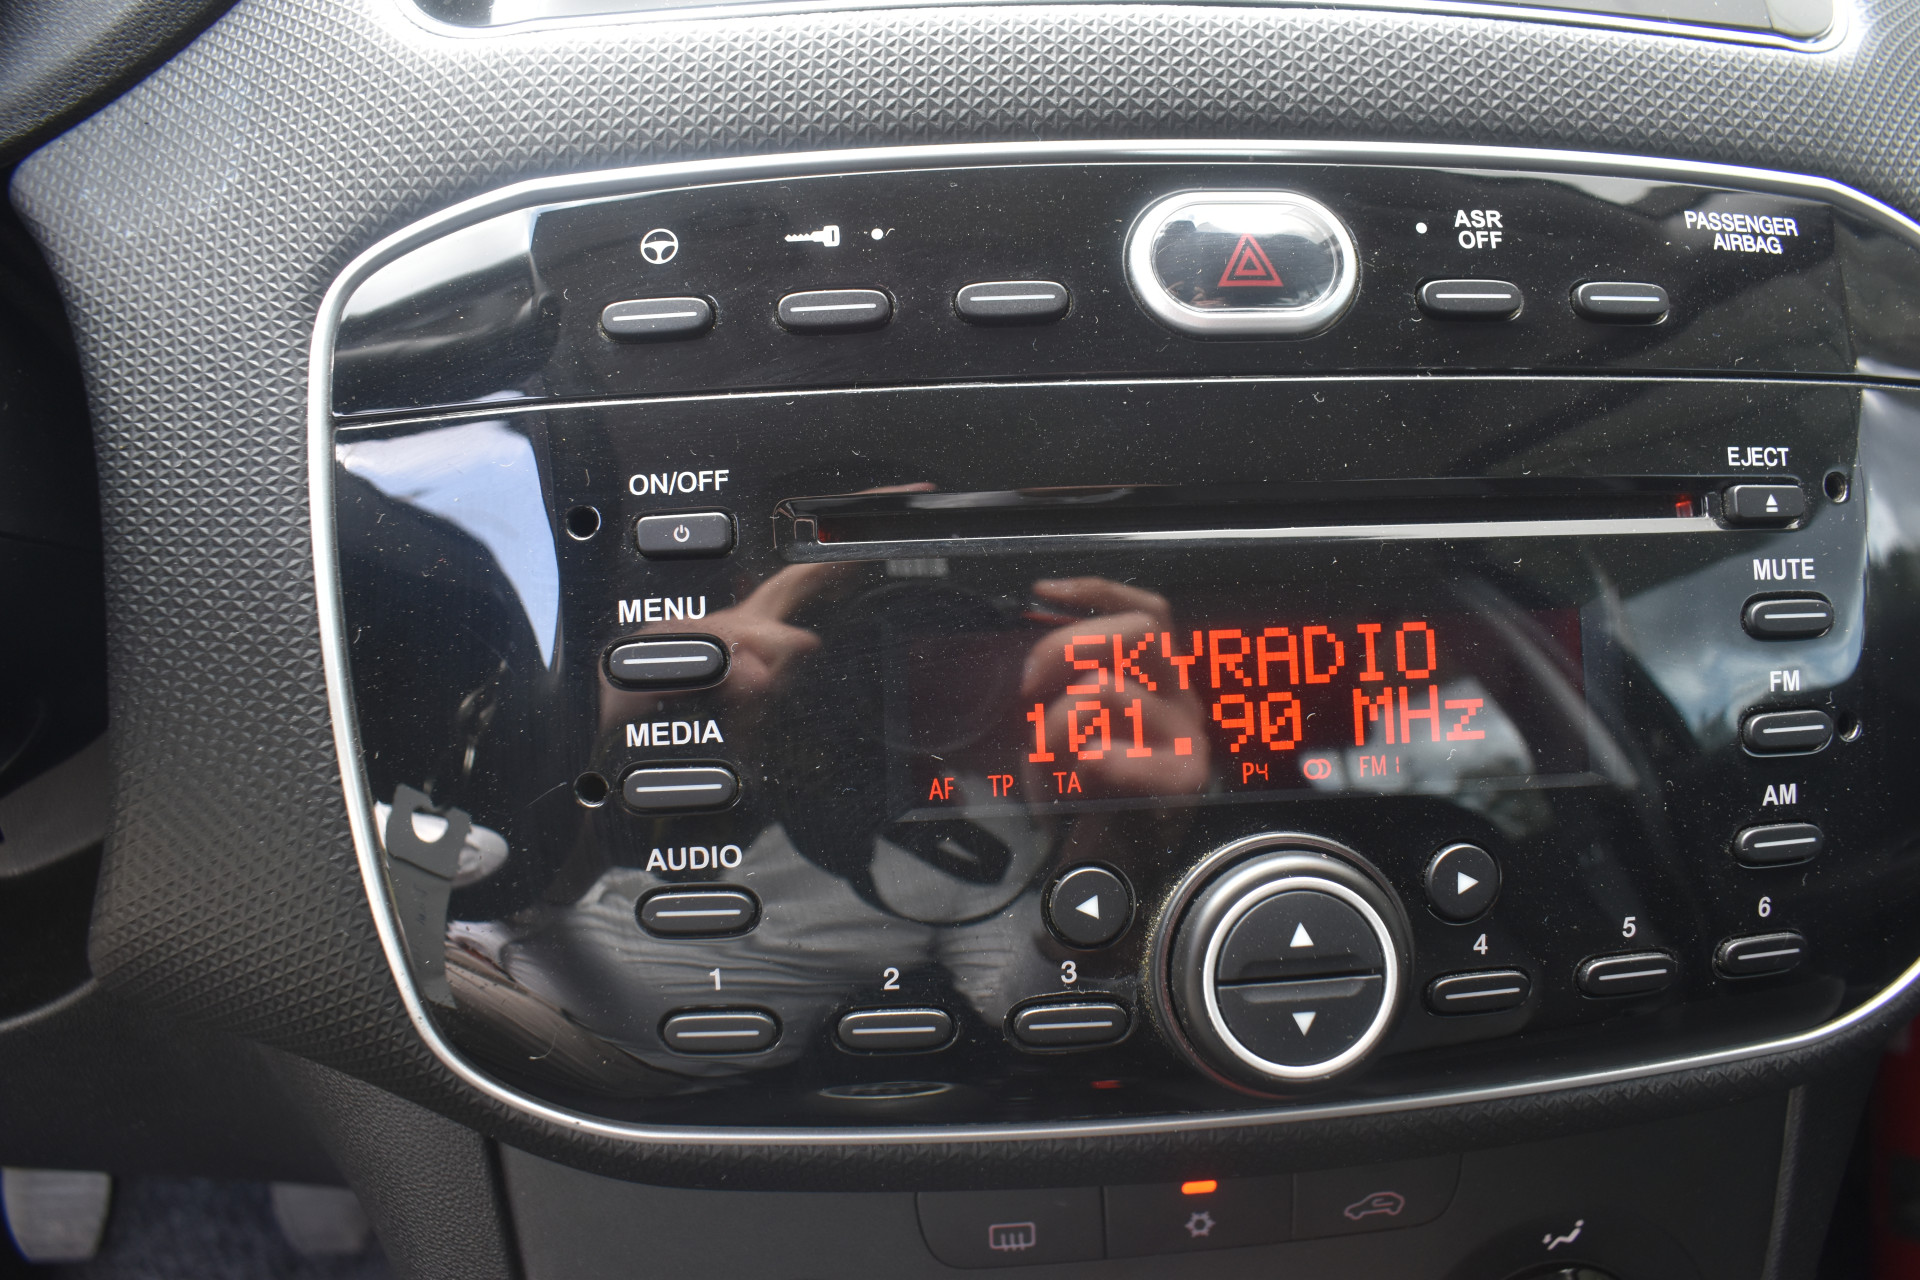 ASR
OFF
PASSENGER
AIRBAG
EJECT
ON/OFF
MUTE
MENU
SKYRADIO
FM
101.90 MHz
MEDIA
AF TP TA P4 FM1
AM
AUDIO
1 2 3 4 5 6